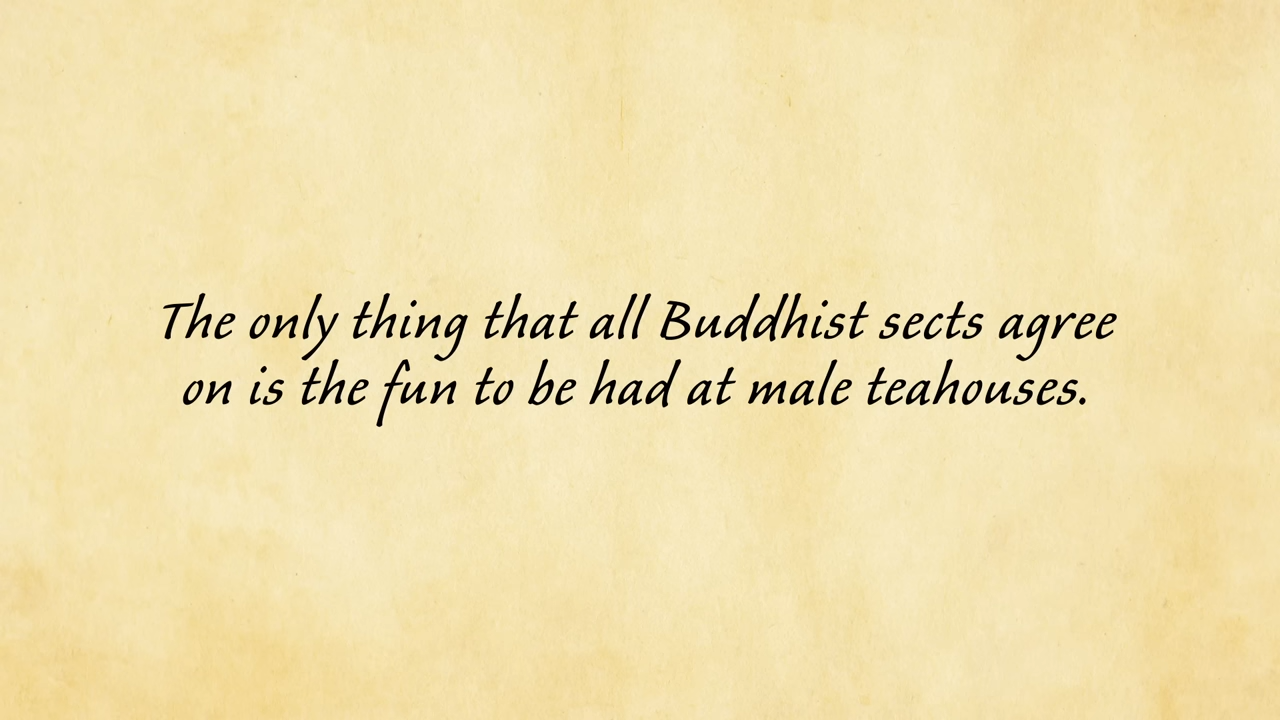 The only thing that all Buddhist sects agree
on is the fun to be had at male teahouses.